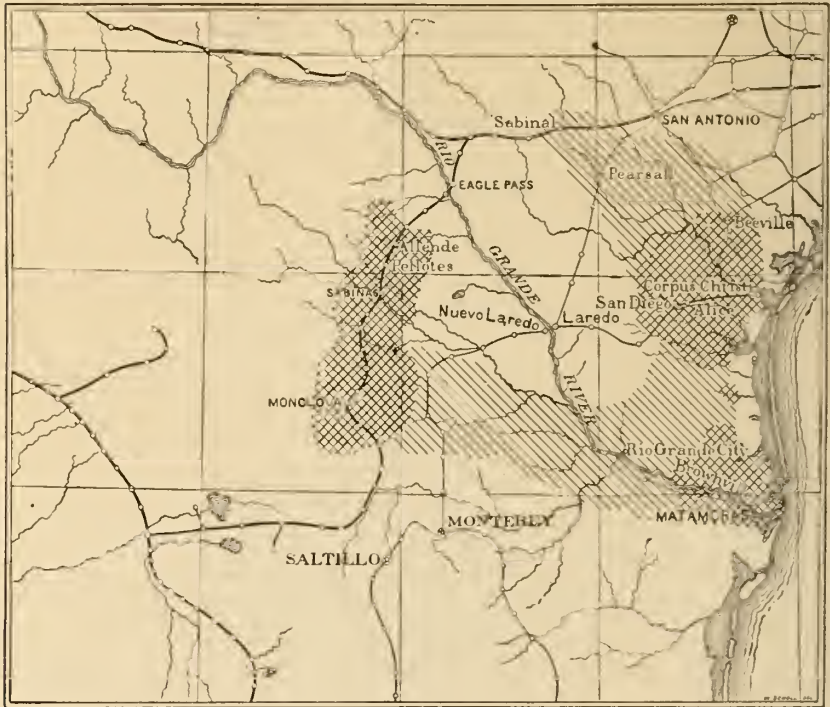 Sabinal
SAN ANTONIO
RIO
Pearsall
EAGLE PASS
Beeville
Allende
GRANDE
Pellotes
Corpus Christi
SABINAS
San Diego
Alice
Nuevo Laredo
Laredo
RIVER
MONCLOVA
Rio Grande City
MATAMORAS
MONTEREY
SALTILLO